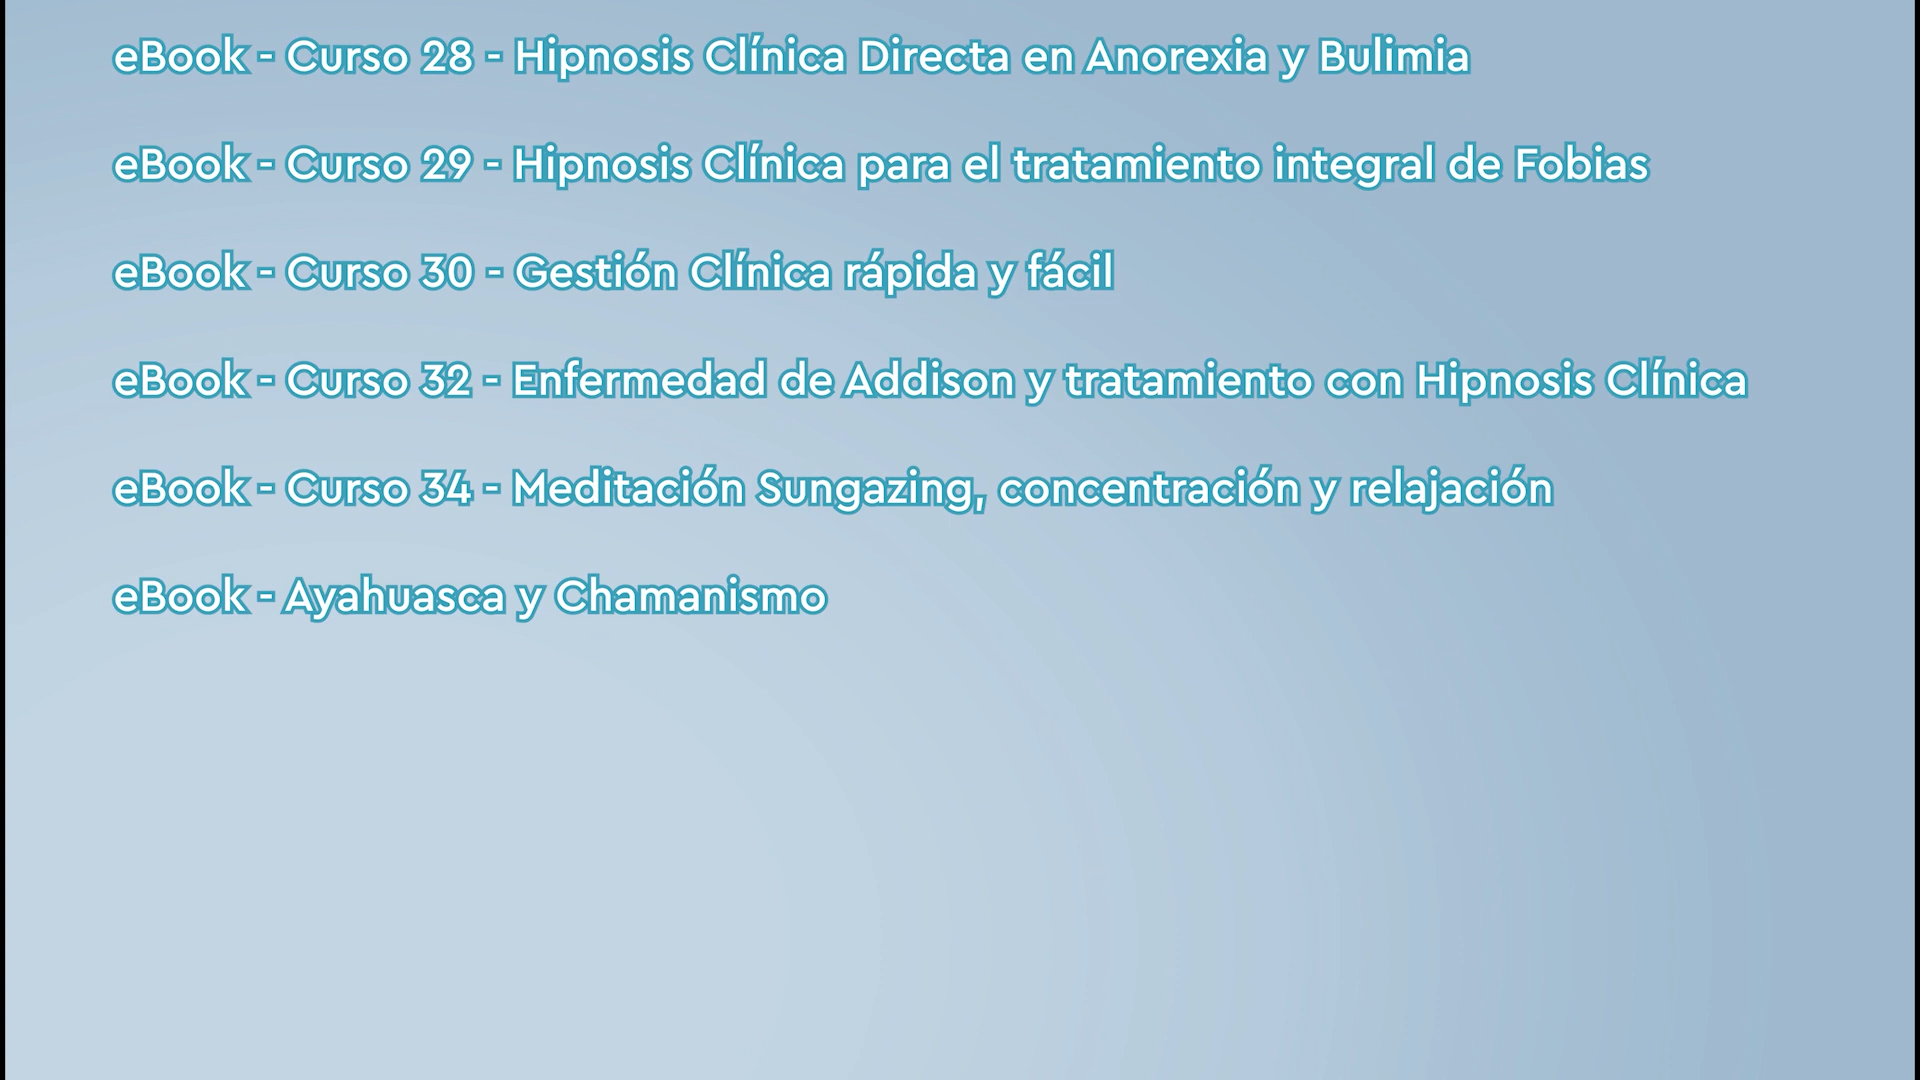 eBook - Curso 28 - Hipnosis Clínica Directa en Anorexia y Bulimia
eBook - Curso 29 - Hipnosis Clínica para el tratamiento integral de Fobias
eBook - Curso 30 - Gestión Clínica rápida y fácil
eBook - Curso 32 - Enfermedad de Addison y tratamiento con Hipnosis Clínica
eBook - Curso 34 - Meditación Sungazing, concentración y relajación
eBook - Ayahuasca y Chamanismo